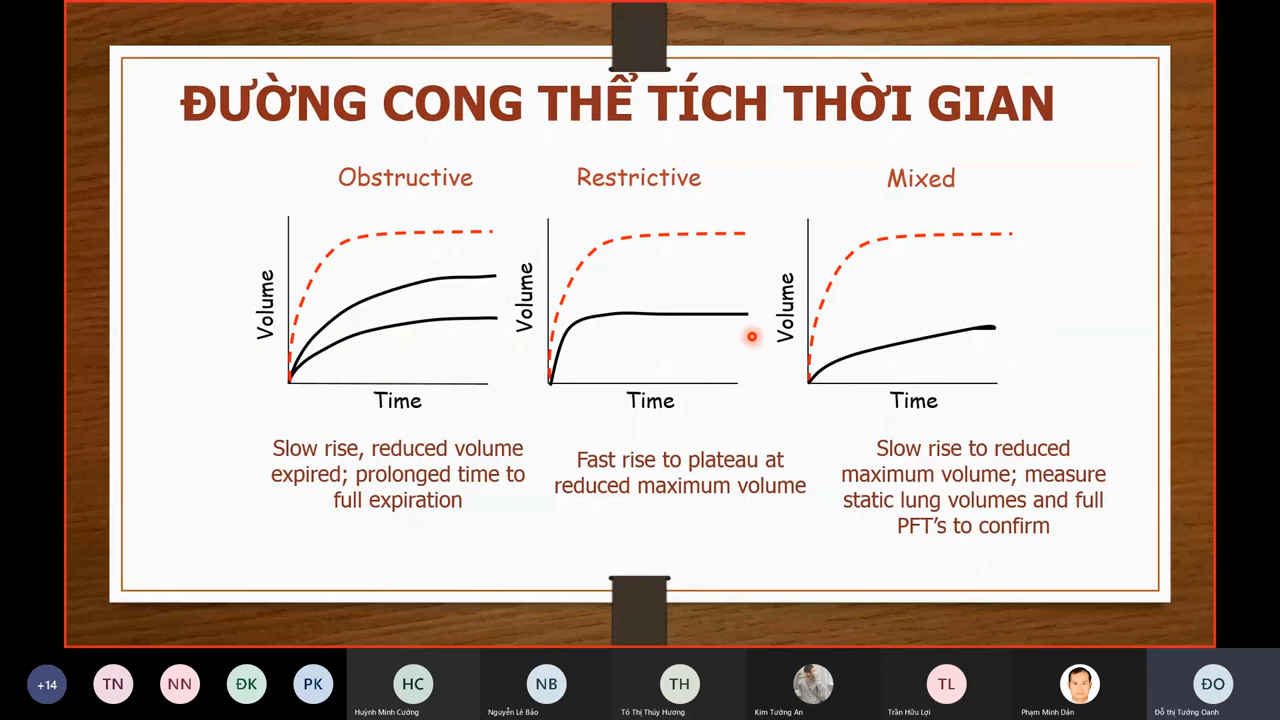 ĐƯỜNG CONG THỂ TÍCH THỜI GIAN
Obstructive
Restrictive
Mixed
Volume
Time
Volume
Time
Volume
Time
Slow rise, reduced volume
expired; prolonged time to
full expiration
Fast rise to plateau at
reduced maximum volume
Slow rise to reduced
maximum volume; measure
static lung volumes and full
PFT's to confirm
+14
TN
NN
ĐK
PK
HC
Huỳnh Minh Cường
NB
Nguyễn Lê Bảo
TH
Tô Thị Thúy Hương
Kim Tường An
TL
Trần Hữu Lợi
Phạm Minh Dân
ĐO
Đỗ thị Tường Oanh